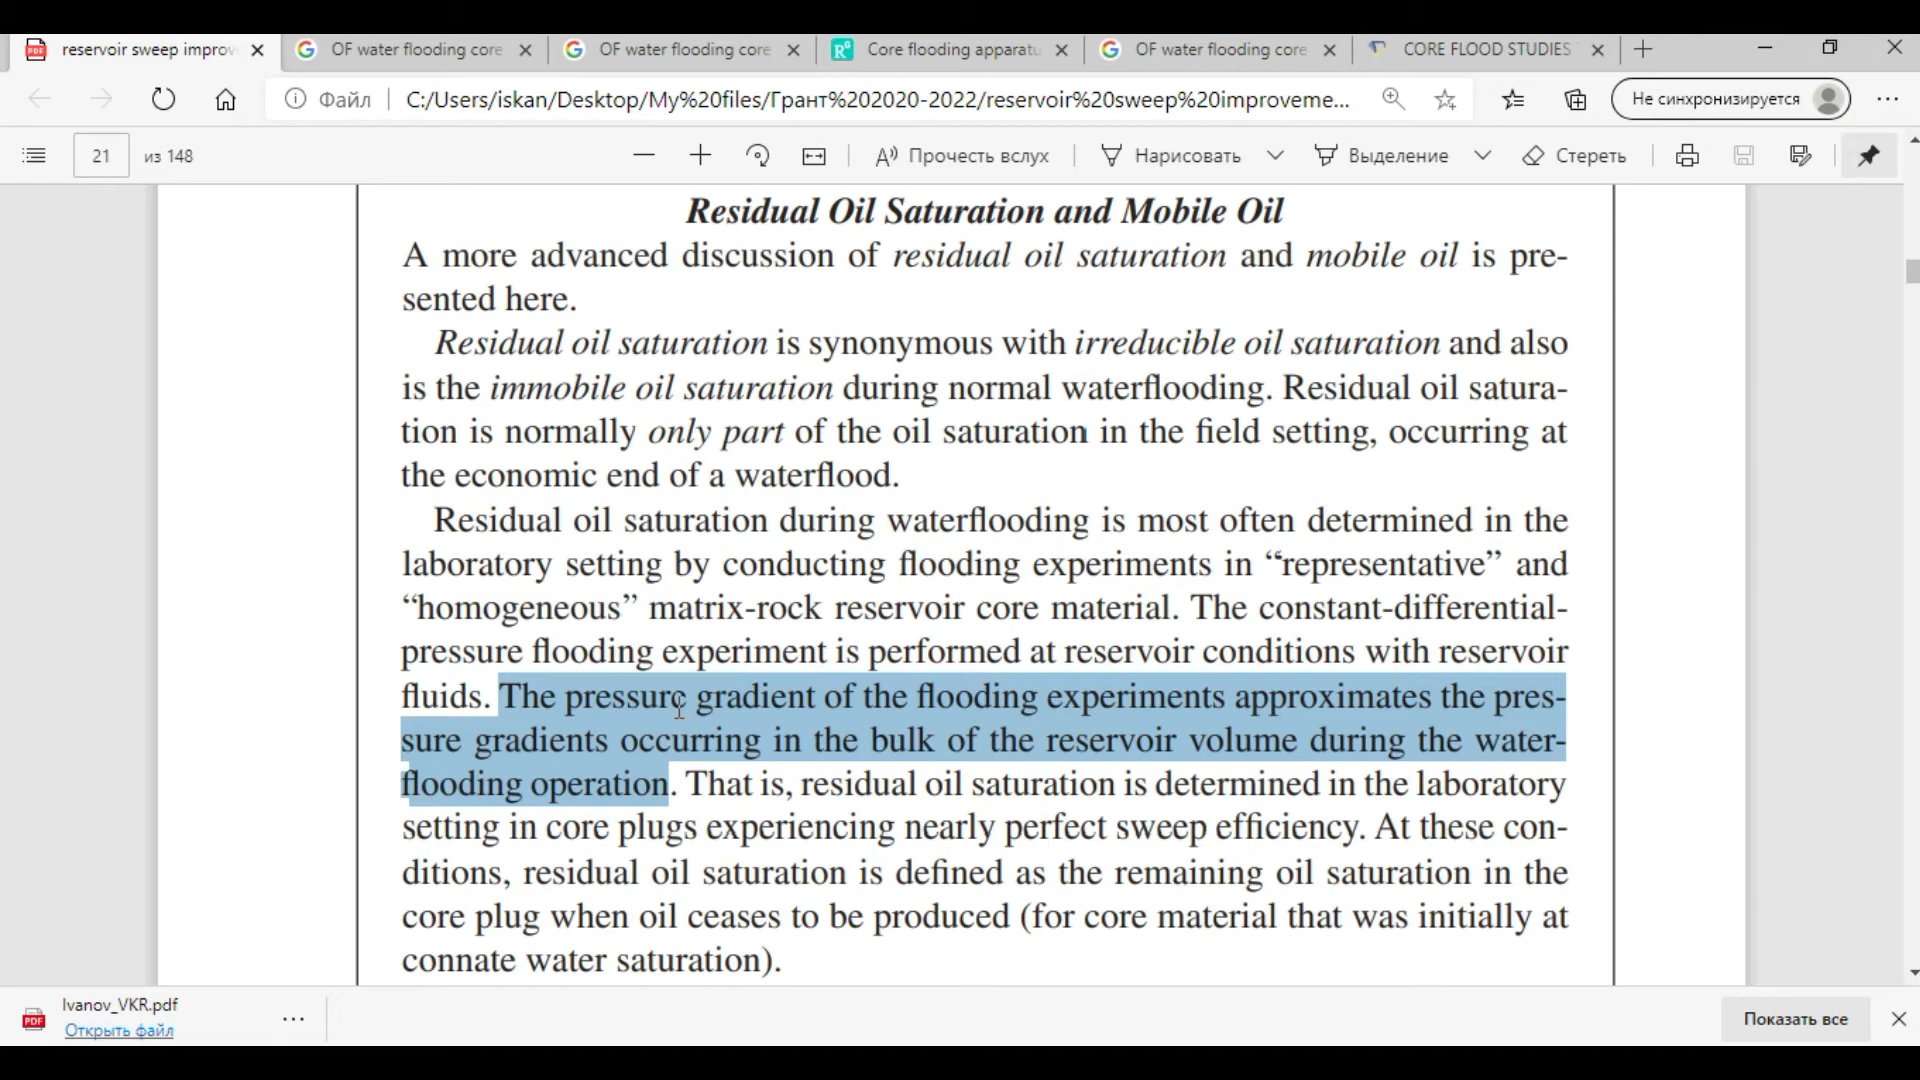 reservoir sweep improv
OF water flooding core
OF water flooding core
Core flooding apparatu
OF water flooding core
CORE FLOOD STUDIES
Файл
C:/Users/iskan/Desktop/My%20files/Грант%202020-2022/reservoir%20sweep%20improveme...
Не синхронизируется
21
из 148
Прочесть вслух
Нарисовать
Выделение
Стереть
Residual Oil Saturation and Mobile Oil
A more advanced discussion of residual oil saturation and mobile oil is pre-
sented here.
Residual oil saturation is synonymous with irreducible oil saturation and also
is the immobile oil saturation during normal waterflooding. Residual oil satura-
tion is normally only part of the oil saturation in the field setting, occurring at
the economic end of a waterflood.
Residual oil saturation during waterflooding is most often determined in the
laboratory setting by conducting flooding experiments in “representative” and
“homogeneous” matrix-rock reservoir core material. The constant-differential-
pressure flooding experiment is performed at reservoir conditions with reservoir
fluids. The pressure gradient of the flooding experiments approximates the pres-
sure gradients occurring in the bulk of the reservoir volume during the water-
flooding operation. That is, residual oil saturation is determined in the laboratory
setting in core plugs experiencing nearly perfect sweep efficiency. At these con-
ditions, residual oil saturation is defined as the remaining oil saturation in the
core plug when oil ceases to be produced (for core material that was initially at
connate water saturation).
PDF
Ivanov_VKR.pdf
Открыть файл
Показать все